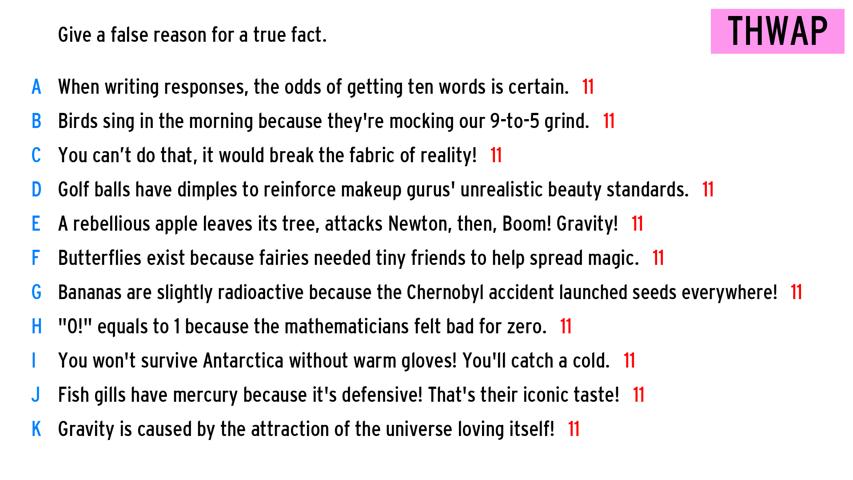 Give a false reason for a true fact.
THWAP
A When writing responses, the odds of getting ten words is certain. 11
B Birds sing in the morning because they're mocking our 9-to-5 grind. 11
C You can’t do that, it would break the fabric of reality! 11
D Golf balls have dimples to reinforce makeup gurus' unrealistic beauty standards. 11
E A rebellious apple leaves its tree, attacks Newton, then, Boom! Gravity! 11
F Butterflies exist because fairies needed tiny friends to help spread magic. 11
G Bananas are slightly radioactive because the Chernobyl accident launched seeds everywhere! 11
H "0!" equals to 1 because the mathematicians felt bad for zero. 11
I You won't survive Antarctica without warm gloves! You'll catch a cold. 11
J Fish gills have mercury because it's defensive! That's their iconic taste! 11
K Gravity is caused by the attraction of the universe loving itself! 11